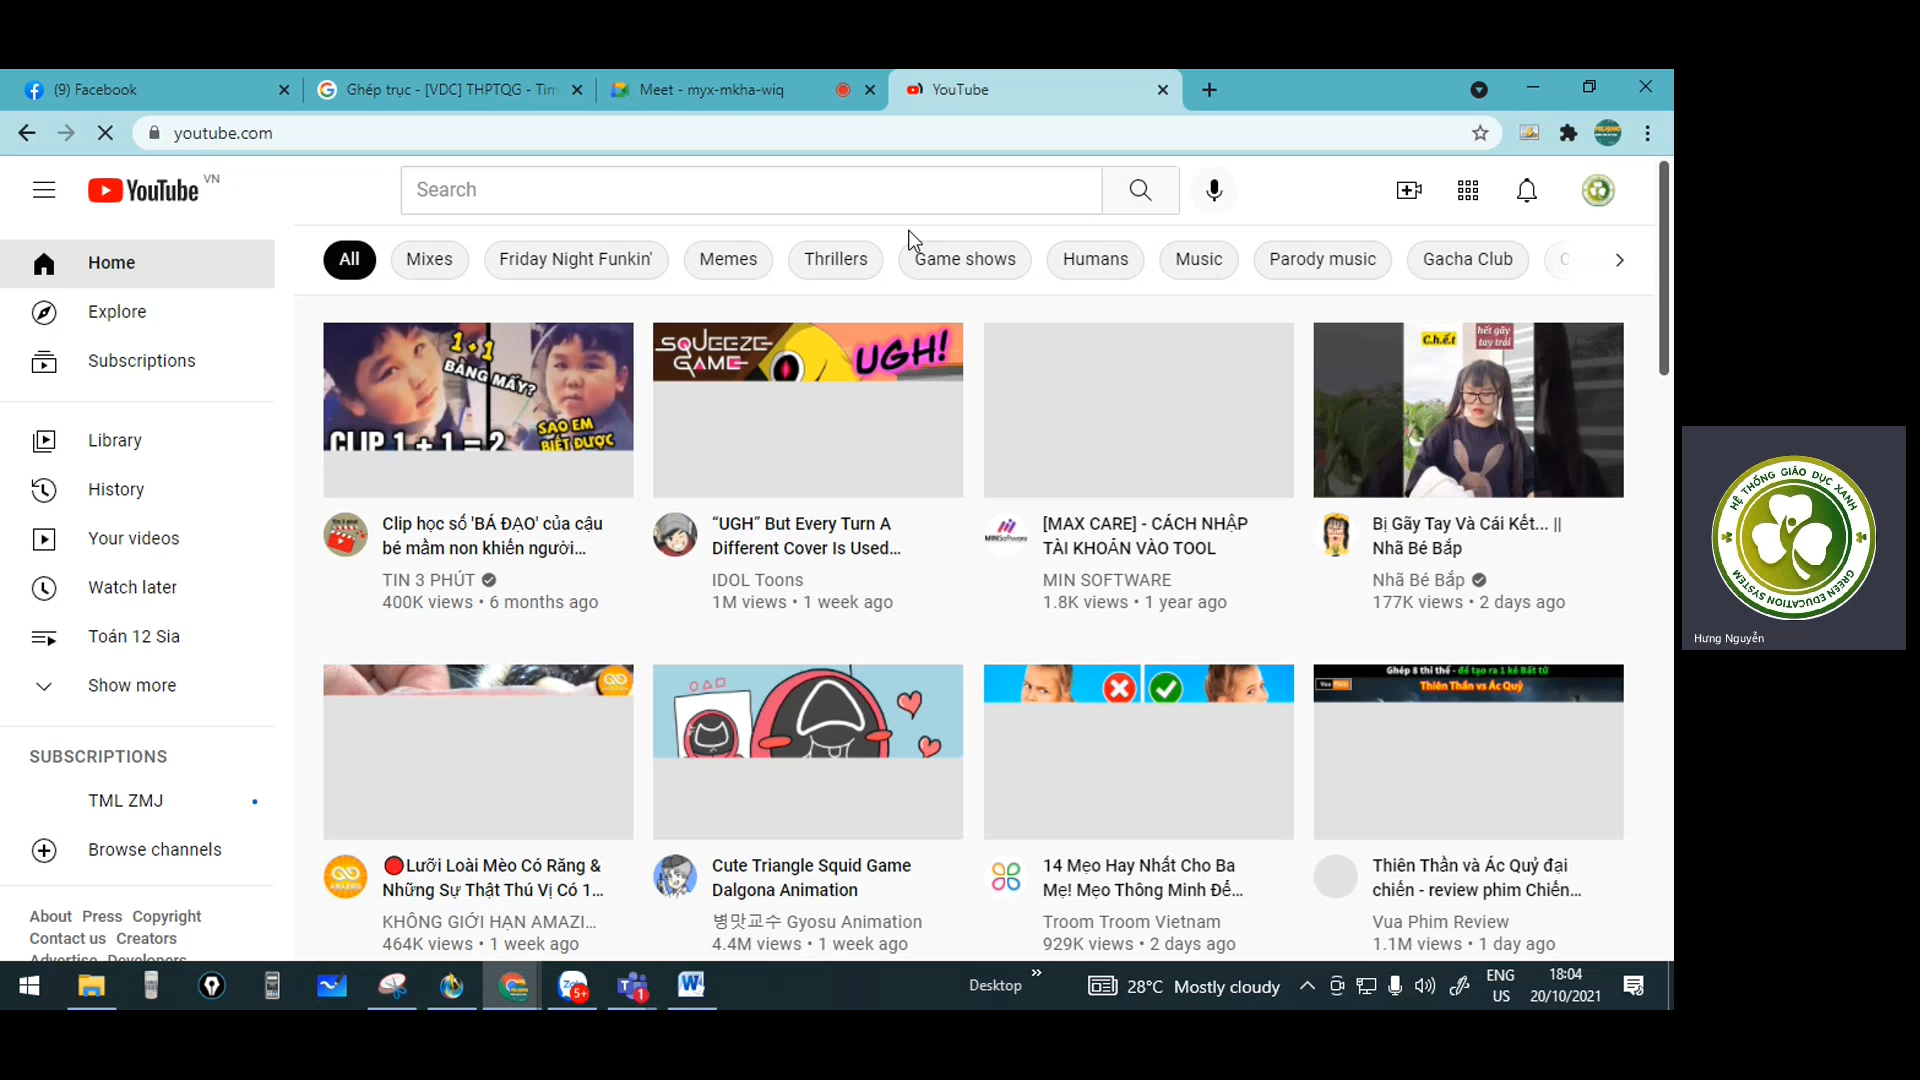 (9) Facebook
Ghép trục - [VDC] THPTQG - Tìm
Meet - myx-mkha-wiq
YouTube
youtube.com
YouTube VN
Search
Home
Explore
Subscriptions
Library
History
Your videos
Watch later
Toán 12 Sia
Show more
SUBSCRIPTIONS
TML ZMJ
Browse channels
About Press Copyright
Contact us Creators
Advertise Developers
All
Mixes
Friday Night Funkin'
Memes
Thrillers
Game shows
Humans
Music
Parody music
Gacha Club
1+1
BẰNG MẤY?
CLIP 1 + 1 = 2
SAO EM
BIẾT ĐƯỢC
SQUEEZE
GAME
UGH!
C.h.ế.t
hết gãy
tay trái
Clip học số 'BÁ ĐẠO' của cậu
bé mầm non khiến người...
TIN 3 PHÚT
400K views • 6 months ago
“UGH” But Every Turn A
Different Cover Is Used...
IDOL Toons
1M views • 1 week ago
MINSoftware
[MAX CARE] - CÁCH NHẬP
TÀI KHOẢN VÀO TOOL
MIN SOFTWARE
1.8K views • 1 year ago
Bị Gãy Tay Và Cái Kết... ||
Nhã Bé Bắp
Nhã Bé Bắp
177K views • 2 days ago
Ghép 8 thi thể - để tạo ra 1 kẻ Bất tử
Thiên Thần vs Ác Quỷ
AMAZING
Lưỡi Loài Mèo Có Răng &
Những Sự Thật Thú Vị Có 1...
KHÔNG GIỚI HẠN AMAZI...
464K views • 1 week ago
Cute Triangle Squid Game
Dalgona Animation
병맛교수 Gyosu Animation
4.4M views • 1 week ago
14 Mẹo Hay Nhất Cho Ba
Mẹ! Mẹo Thông Minh Để...
Troom Troom Vietnam
929K views • 2 days ago
Thiên Thần và Ác Quỷ đại
chiến - review phim Chiến...
Vua Phim Review
1.1M views • 1 day ago
HỆ THỐNG GIÁO DỤC XANH
GREEN EDUCATION SYSTEM
Hưng Nguyễn
Zalo
5+
T
1
W
Desktop
28°C Mostly cloudy
ENG
US
18:04
20/10/2021